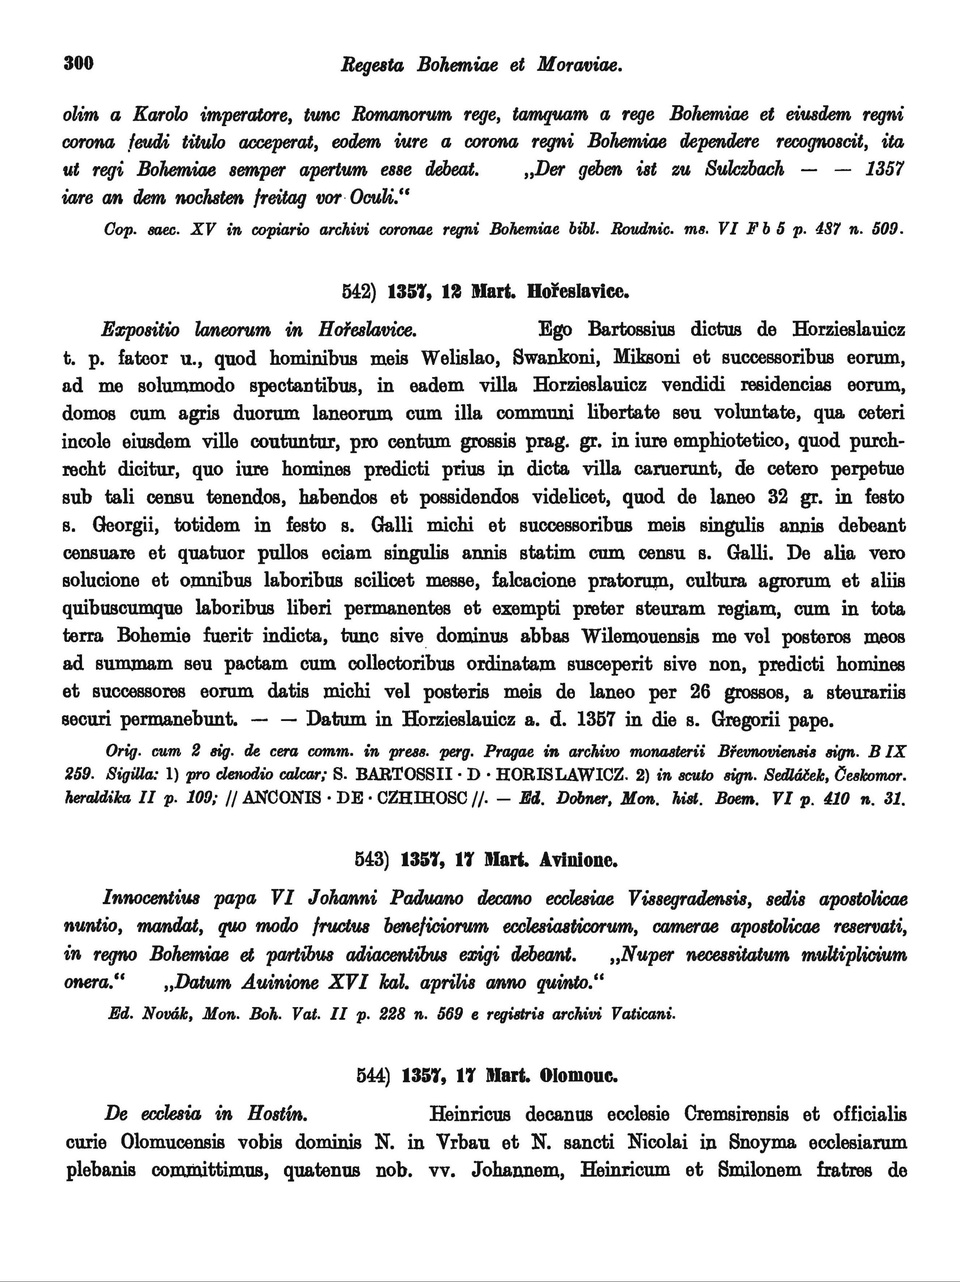 300 Regesta Bohemiae et Moraviae.
olim a Karolo imperatore, tunc Romanorum rege, tamquam a rege Bohemiae et eiusdem regni
corona feudi titulo acceperat, eodem iure a corona regni Bohemiae dependere recognoscit, ita
ut regi Bohemiae semper apertum esse debeat. „Der geben ist zu Sulczbach — — 1357
iare an dem nochsten freitag vor Oculi.“
Cop. saec. XV in copiario archivi coronae regni Bohemiae bibl. Roudnic. ms. VI F b 5 p. 487 n. 509.
542) 1357, 12 Mart. Hořeslavice.
Expositio laneorum in Hořeslavice. Ego Bartossius dictus de Horzieslauicz
t. p. fateor u., quod hominibus meis Welislao, Swankoni, Miksoni et successoribus eorum,
ad me solummodo spectantibus, in eadem villa Horzieslauicz vendidi residencias eorum,
domos cum agris duorum laneorum cum illa communi libertate seu voluntate, qua ceteri
incole eiusdem ville coutuntur, pro centum grossis prag. gr. in iure emphiotetico, quod purch-
recht dicitur, quo iure homines predicti prius in dicta villa caruerunt, de cetero perpetue
sub tali censu tenendos, habendos et possidendos videlicet, quod de laneo 32 gr. in festo
s. Georgii, totidem in festo s. Galli michi et successoribus meis singulis annis debeant
censuare et quatuor pullos eciam singulis annis statim cum censu s. Galli. De alia vero
solucione et omnibus laboribus scilicet messe, falcacione pratorum, cultura agrorum et aliis
quibuscumque laboribus liberi permanentes et exempti preter steuram regiam, cum in tota
terra Bohemie fuerit indicta, tunc sive dominus abbas Wilemouensis me vel posteros meos
ad summam seu pactam cum collectoribus ordinatam susceperit sive non, predicti homines
et successores eorum datis michi vel posteris meis de laneo per 26 grossos, a steurariis
securi permanebunt. — — Datum in Horzieslauicz a. d. 1357 in die s. Gregorii pape.
Orig. cum 2 sig. de cera comm. in press. perg. Pragae in archivo monasterii Břevnoviensis sign. B IX
259. Sigilla: 1) pro clenodio calcar; S. BARTOSSII · D · HORISLAWICZ. 2) in scuto sign. Sedláček, Českomor.
heraldika II p. 109; // ANCONIS · DE · CZHIHOSC //. — Ed. Dobner, Mon. hist. Boem. VI p. 410 n. 31.
543) 1357, 17 Mart. Avinione.
Innocentius papa VI Johanni Paduano decano ecclesiae Vissegradensis, sedis apostolicae
nuntio, mandat, quo modo fructus beneficiorum ecclesiasticorum, camerae apostolicae reservati,
in regno Bohemiae et partibus adiacentibus exigi debeant. „Nuper necessitatum multiplicium
onera.“ „Datum Auinione XVI kal. aprilis anno quinto.“
Ed. Novák, Mon. Boh. Vat. II p. 228 n. 569 e registris archivi Vaticani.
544) 1357, 17 Mart. Olomouc.
De ecclesia in Hostín. Heinricus decanus ecclesie Cremsirensis et officialis
curie Olomucensis vobis dominis N. in Vrbau et N. sancti Nicolai in Snoyma ecclesiarum
plebanis committimus, quatenus nob. vv. Johannem, Heinricum et Smilonem fratres de